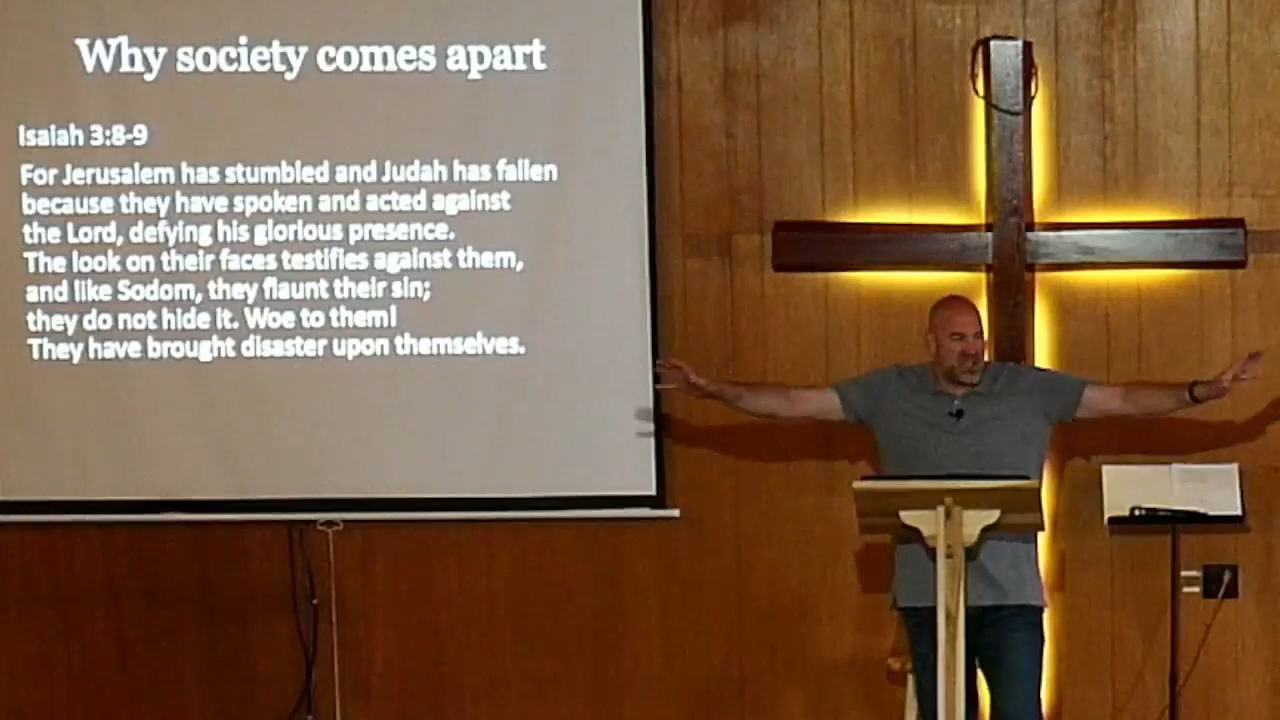 Why society comes apart
Isaiah 3:8-9
For Jerusalem has stumbled and Judah has fallen
because they have spoken and acted against
the Lord, defying his glorious presence.
The look on their faces testifies against them,
and like Sodom, they flaunt their sin;
they do not hide it. Woe to them!
They have brought disaster upon themselves.